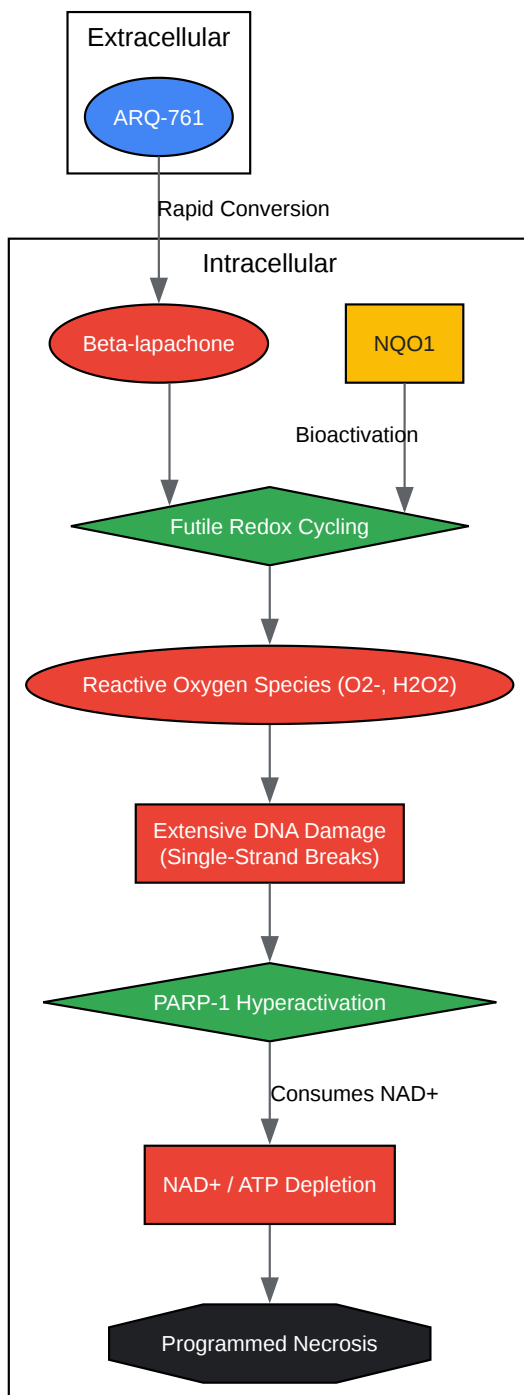 Extracellular
ARQ-761
Rapid Conversion
Intracellular
Beta-lapachone
NQO1
Bioactivation
Futile Redox Cycling
Reactive Oxygen Species (O2-, H2O2)
Extensive DNA Damage
(Single-Strand Breaks)
PARP-1 Hyperactivation
Consumes NAD+
NAD+ / ATP Depletion
Programmed Necrosis